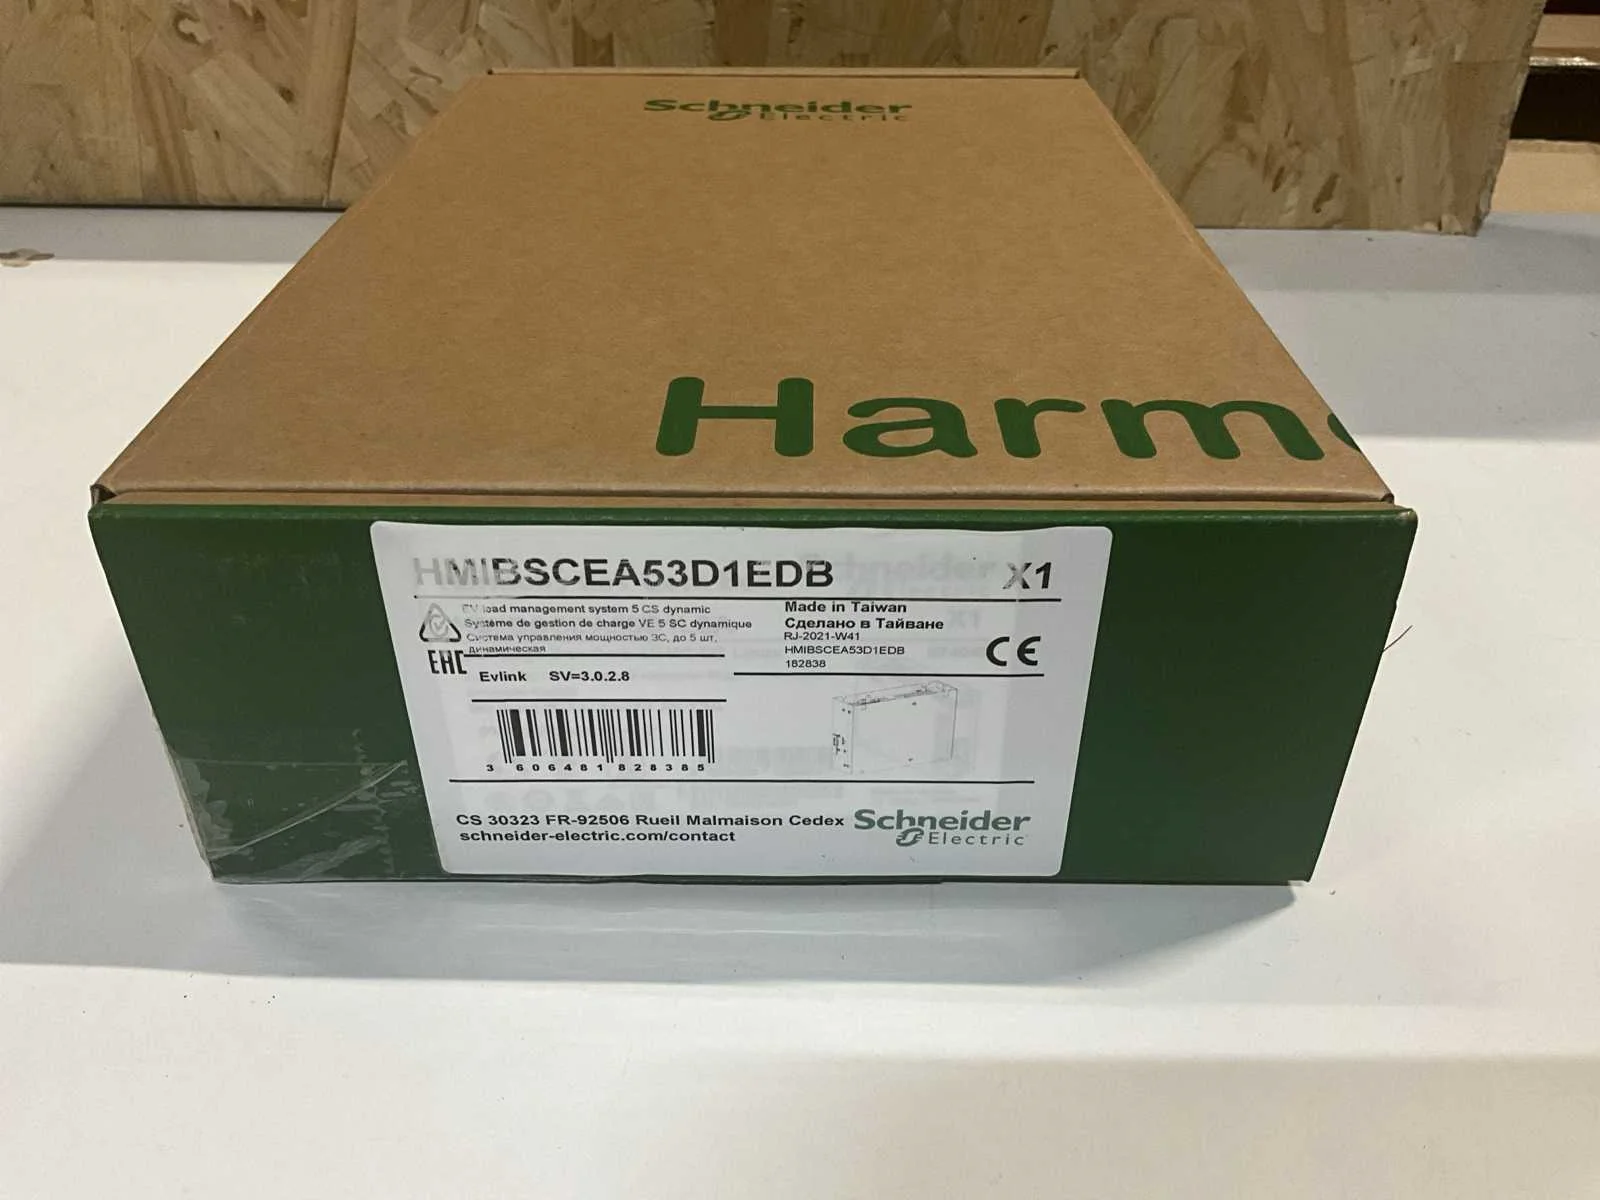 Schneider
Electric
Harm
HMIBSCEA53D1EDB
X1
EV load management system 5 CS dynamic
Système de gestion de charge VE 5 SC dynamique
Система управления мощностью ЗС, до 5 шт,
динамическая
Made in Taiwan
Сделано в Тайване
RJ-2021-W41
HMIBSCEA53D1EDB
182838
CE
EAC
Evlink SV=3.0.2.8
3 606481 828385
CS 30323 FR-92506 Rueil Malmaison Cedex
schneider-electric.com/contact
Schneider
Electric